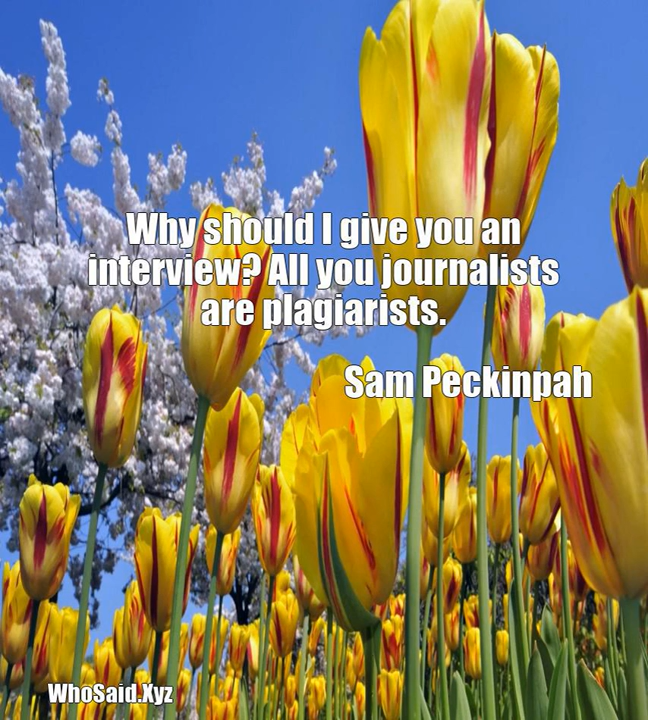 Why should I give you an
interview? All you journalists
are plagiarists.
Sam Peckinpah
WhoSaid.Xyz